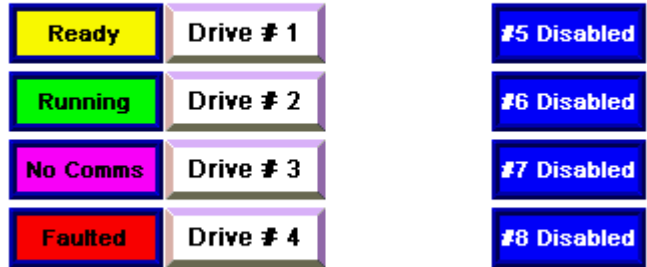 Ready Drive # 1 #5 Disabled
Running Drive # 2 #6 Disabled
No Comms Drive # 3 #7 Disabled
Faulted Drive # 4 #8 Disabled